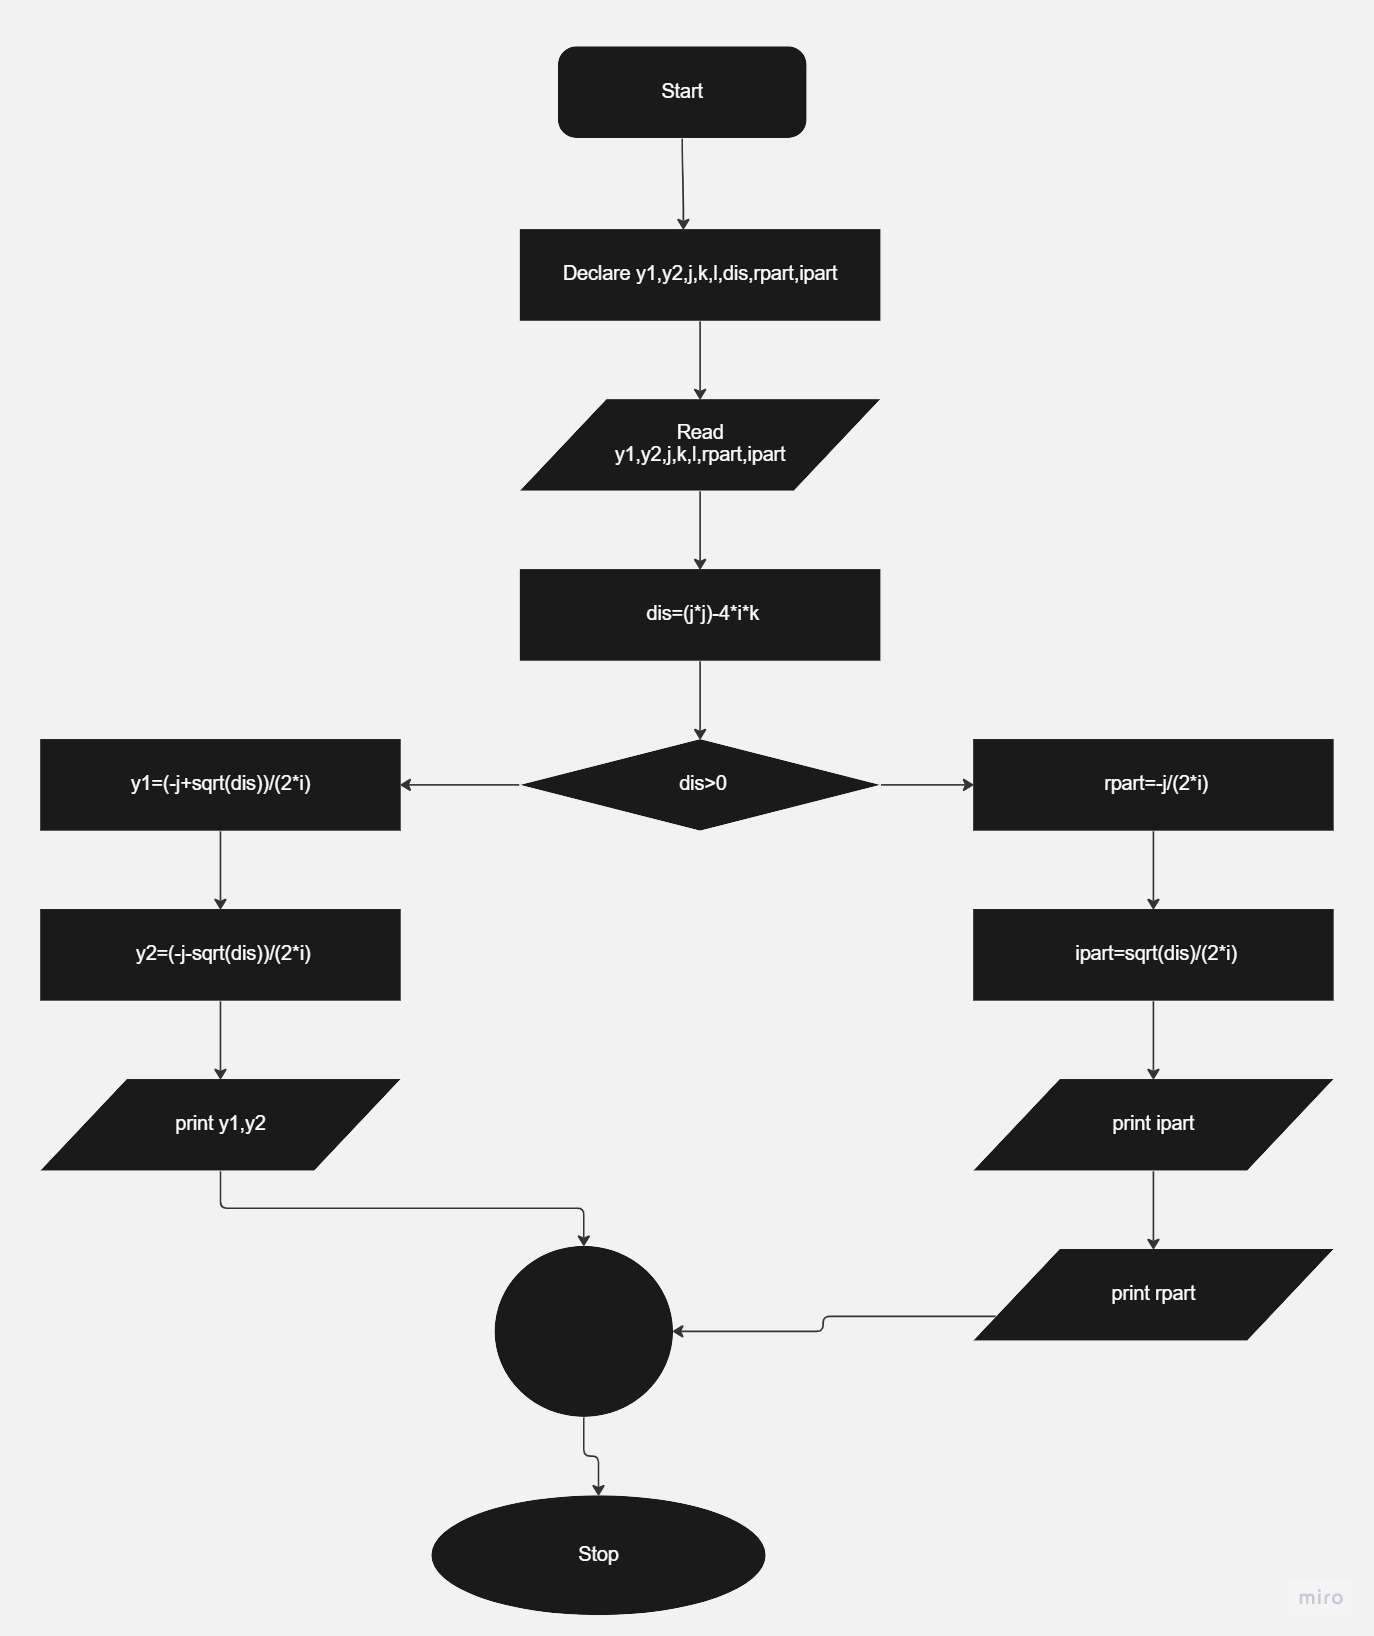 Start
Declare y1,y2,j,k,l,dis,rpart,ipart
Read
y1,y2,j,k,l,rpart,ipart
dis=(j*j)-4*i*k
dis>0
y1=(-j+sqrt(dis))/(2*i)
y2=(-j-sqrt(dis))/(2*i)
print y1,y2
rpart=-j/(2*i)
ipart=sqrt(dis)/(2*i)
print ipart
print rpart
Stop
miro